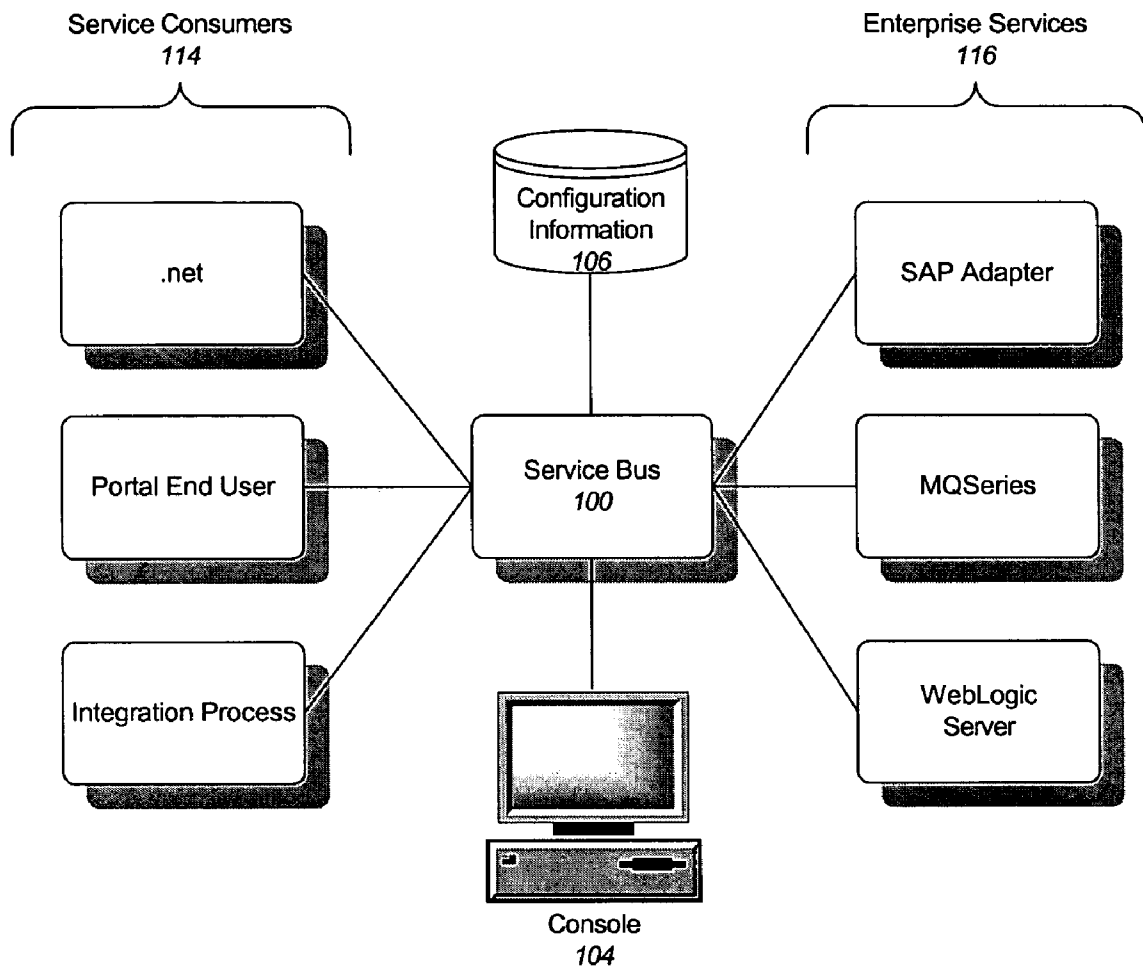 Service Consumers
114
Enterprise Services
116
Configuration
Information
106
.net
SAP Adapter
Portal End User
Service Bus
100
MQSeries
Integration Process
WebLogic
Server
Console
104